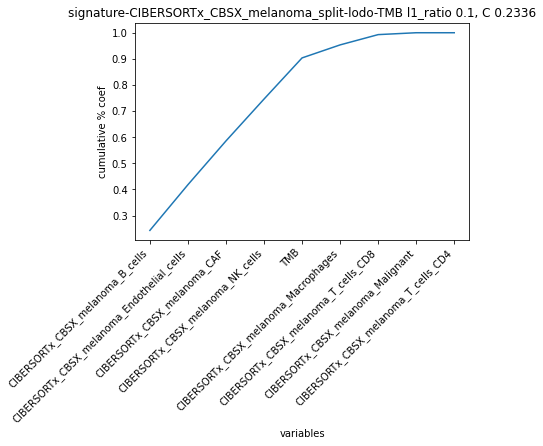 signature-CIBERSORTx_CBSX_melanoma_split-lodo-TMB l1_ratio 0.1, C 0.2336
cumulative % coef
1.0
0.9
0.8
0.7
0.6
0.5
0.4
0.3
CIBERSORTx_CBSX_melanoma_B_cells
CIBERSORTx_CBSX_melanoma_Endothelial_cells
CIBERSORTx_CBSX_melanoma_CAF
CIBERSORTx_CBSX_melanoma_NK_cells
TMB
CIBERSORTx_CBSX_melanoma_Macrophages
CIBERSORTx_CBSX_melanoma_T_cells_CD8
CIBERSORTx_CBSX_melanoma_Malignant
CIBERSORTx_CBSX_melanoma_T_cells_CD4
variables